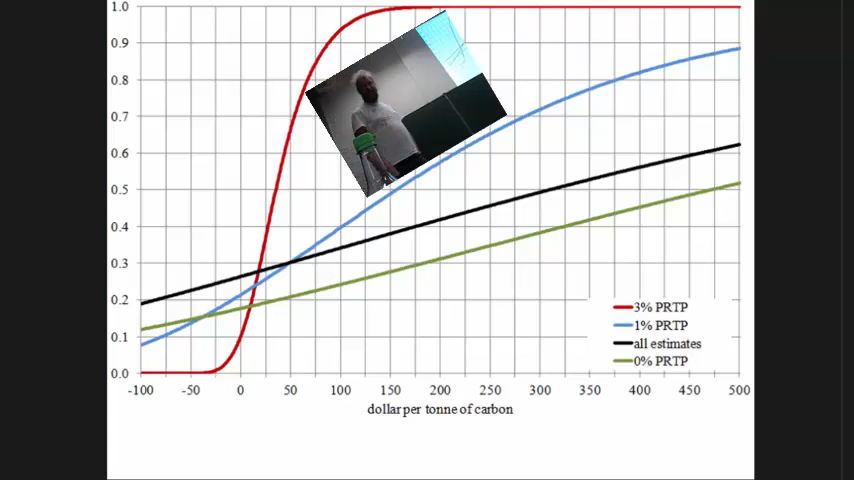 1.0
0.9
0.8
0.7
0.6
0.5
0.4
0.3
0.2
0.1
0.0
-100 -50 0 50 100 150 200 250 300 350 400 450 500
dollar per tonne of carbon
3% PRTP
1% PRTP
all estimates
0% PRTP